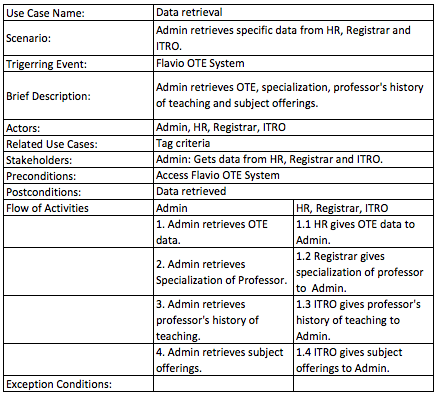 Use Case Name: Data retrieval
Scenario: Admin retrieves specific data from HR, Registrar and
ITRO.
Trigerring Event: Flavio OTE System
Brief Description: Admin retrieves OTE, specialization, professor's history
of teaching and subject offerings.
Actors: Admin, HR, Registrar, ITRO
Related Use Cases: Tag criteria
Stakeholders: Admin: Gets data from HR, Registrar and ITRO.
Preconditions: Access Flavio OTE System
Postconditions: Data retrieved
Flow of Activities Admin HR, Registrar, ITRO
1. Admin retrieves OTE
data.
1.1 HR gives OTE data to
Admin.
2. Admin retrieves
Specialization of Professor.
1.2 Registrar gives
specialization of professor
to Admin.
3. Admin retrieves
professor's history of
teaching.
1.3 ITRO gives professor's
history of teaching to
Admin.
4. Admin retrieves subject
offerings.
1.4 ITRO gives subject
offerings to Admin.
Exception Conditions: